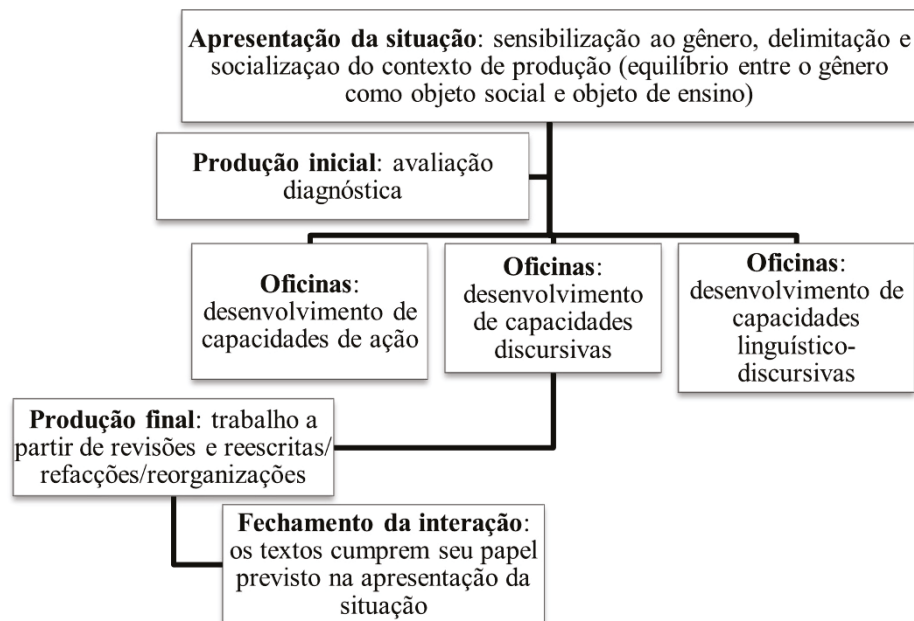 Apresentação da situação: sensibilização ao gênero, delimitação e
socializaçao do contexto de produção (equilíbrio entre o gênero
como objeto social e objeto de ensino)
Produção inicial: avaliação
diagnóstica
Oficinas:
desenvolvimento de
capacidades de ação
Oficinas:
desenvolvimento
de capacidades
discursivas
Oficinas:
desenvolvimento de
capacidades
linguístico-
discursivas
Produção final: trabalho a
partir de revisões e reescritas/
refacções/reorganizações
Fechamento da interação:
os textos cumprem seu papel
previsto na apresentação da
situação